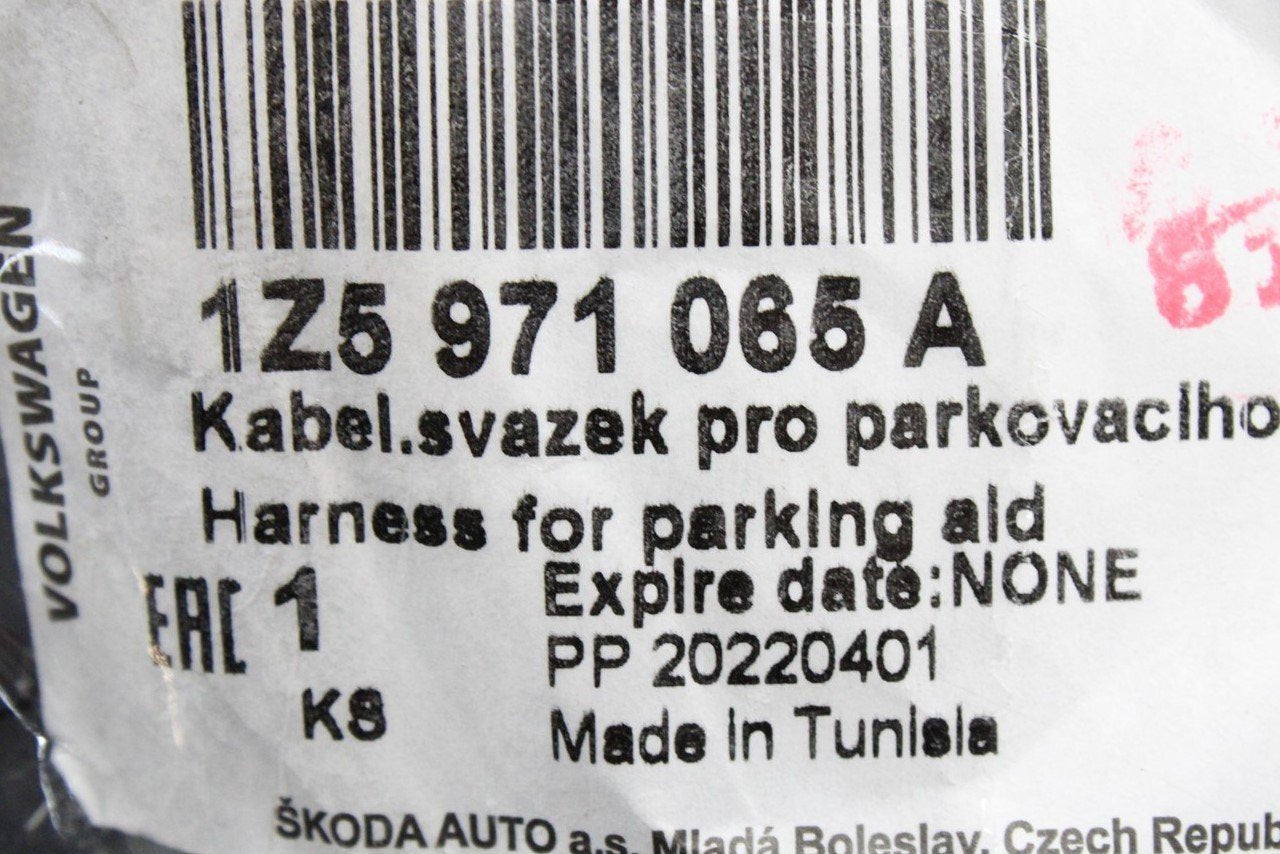 VOLKSWAGEN
GROUP
1Z5 971 065 A
Kabel.svazek pro parkovacího
Harness for parking aid
EAC
1
Expire date:NONE
PP 20220401
KS
Made in Tunisia
ŠKODA AUTO a.s. Mladá Boleslav, Czech Repub